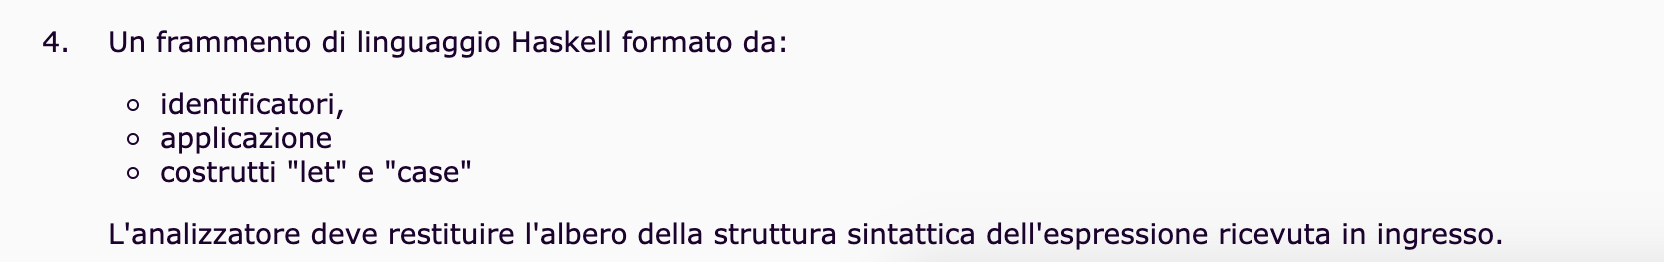 4. Un frammento di linguaggio Haskell formato da:
◦ identificatori,
◦ applicazione
◦ costrutti "let" e "case"
L'analizzatore deve restituire l'albero della struttura sintattica dell'espressione ricevuta in ingresso.